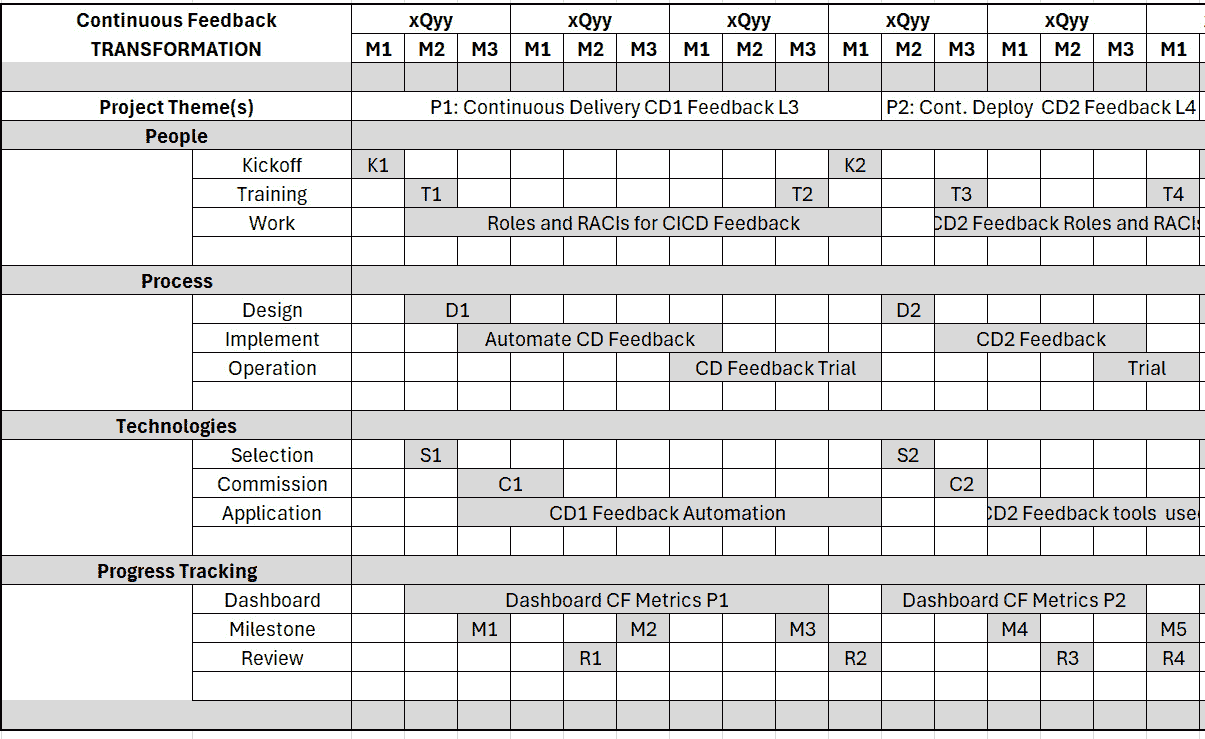 Continuous Feedback xQyy xQyy xQyy xQyy xQyy
TRANSFORMATION M1 M2 M3 M1 M2 M3 M1 M2 M3 M1 M2 M3 M1 M2 M3 M1
Project Theme(s) P1: Continuous Delivery CD1 Feedback L3 P2: Cont. Deploy CD2 Feedback L4
People
Kickoff K1 K2
Training T1 T2 T3 T4
Work Roles and RACIs for CICD Feedback CD2 Feedback Roles and RACIs
Process
Design D1 D2
Implement Automate CD Feedback CD2 Feedback
Operation CD Feedback Trial Trial
Technologies
Selection S1 S2
Commission C1 C2
Application CD1 Feedback Automation CD2 Feedback tools used
Progress Tracking
Dashboard Dashboard CF Metrics P1 Dashboard CF Metrics P2
Milestone M1 M2 M3 M4 M5
Review R1 R2 R3 R4